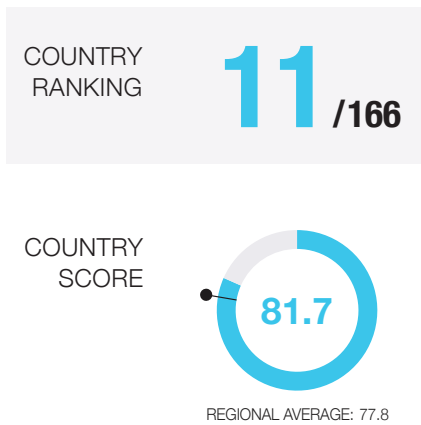 COUNTRY
RANKING
11/166
COUNTRY
SCORE
81.7
REGIONAL AVERAGE: 77.8